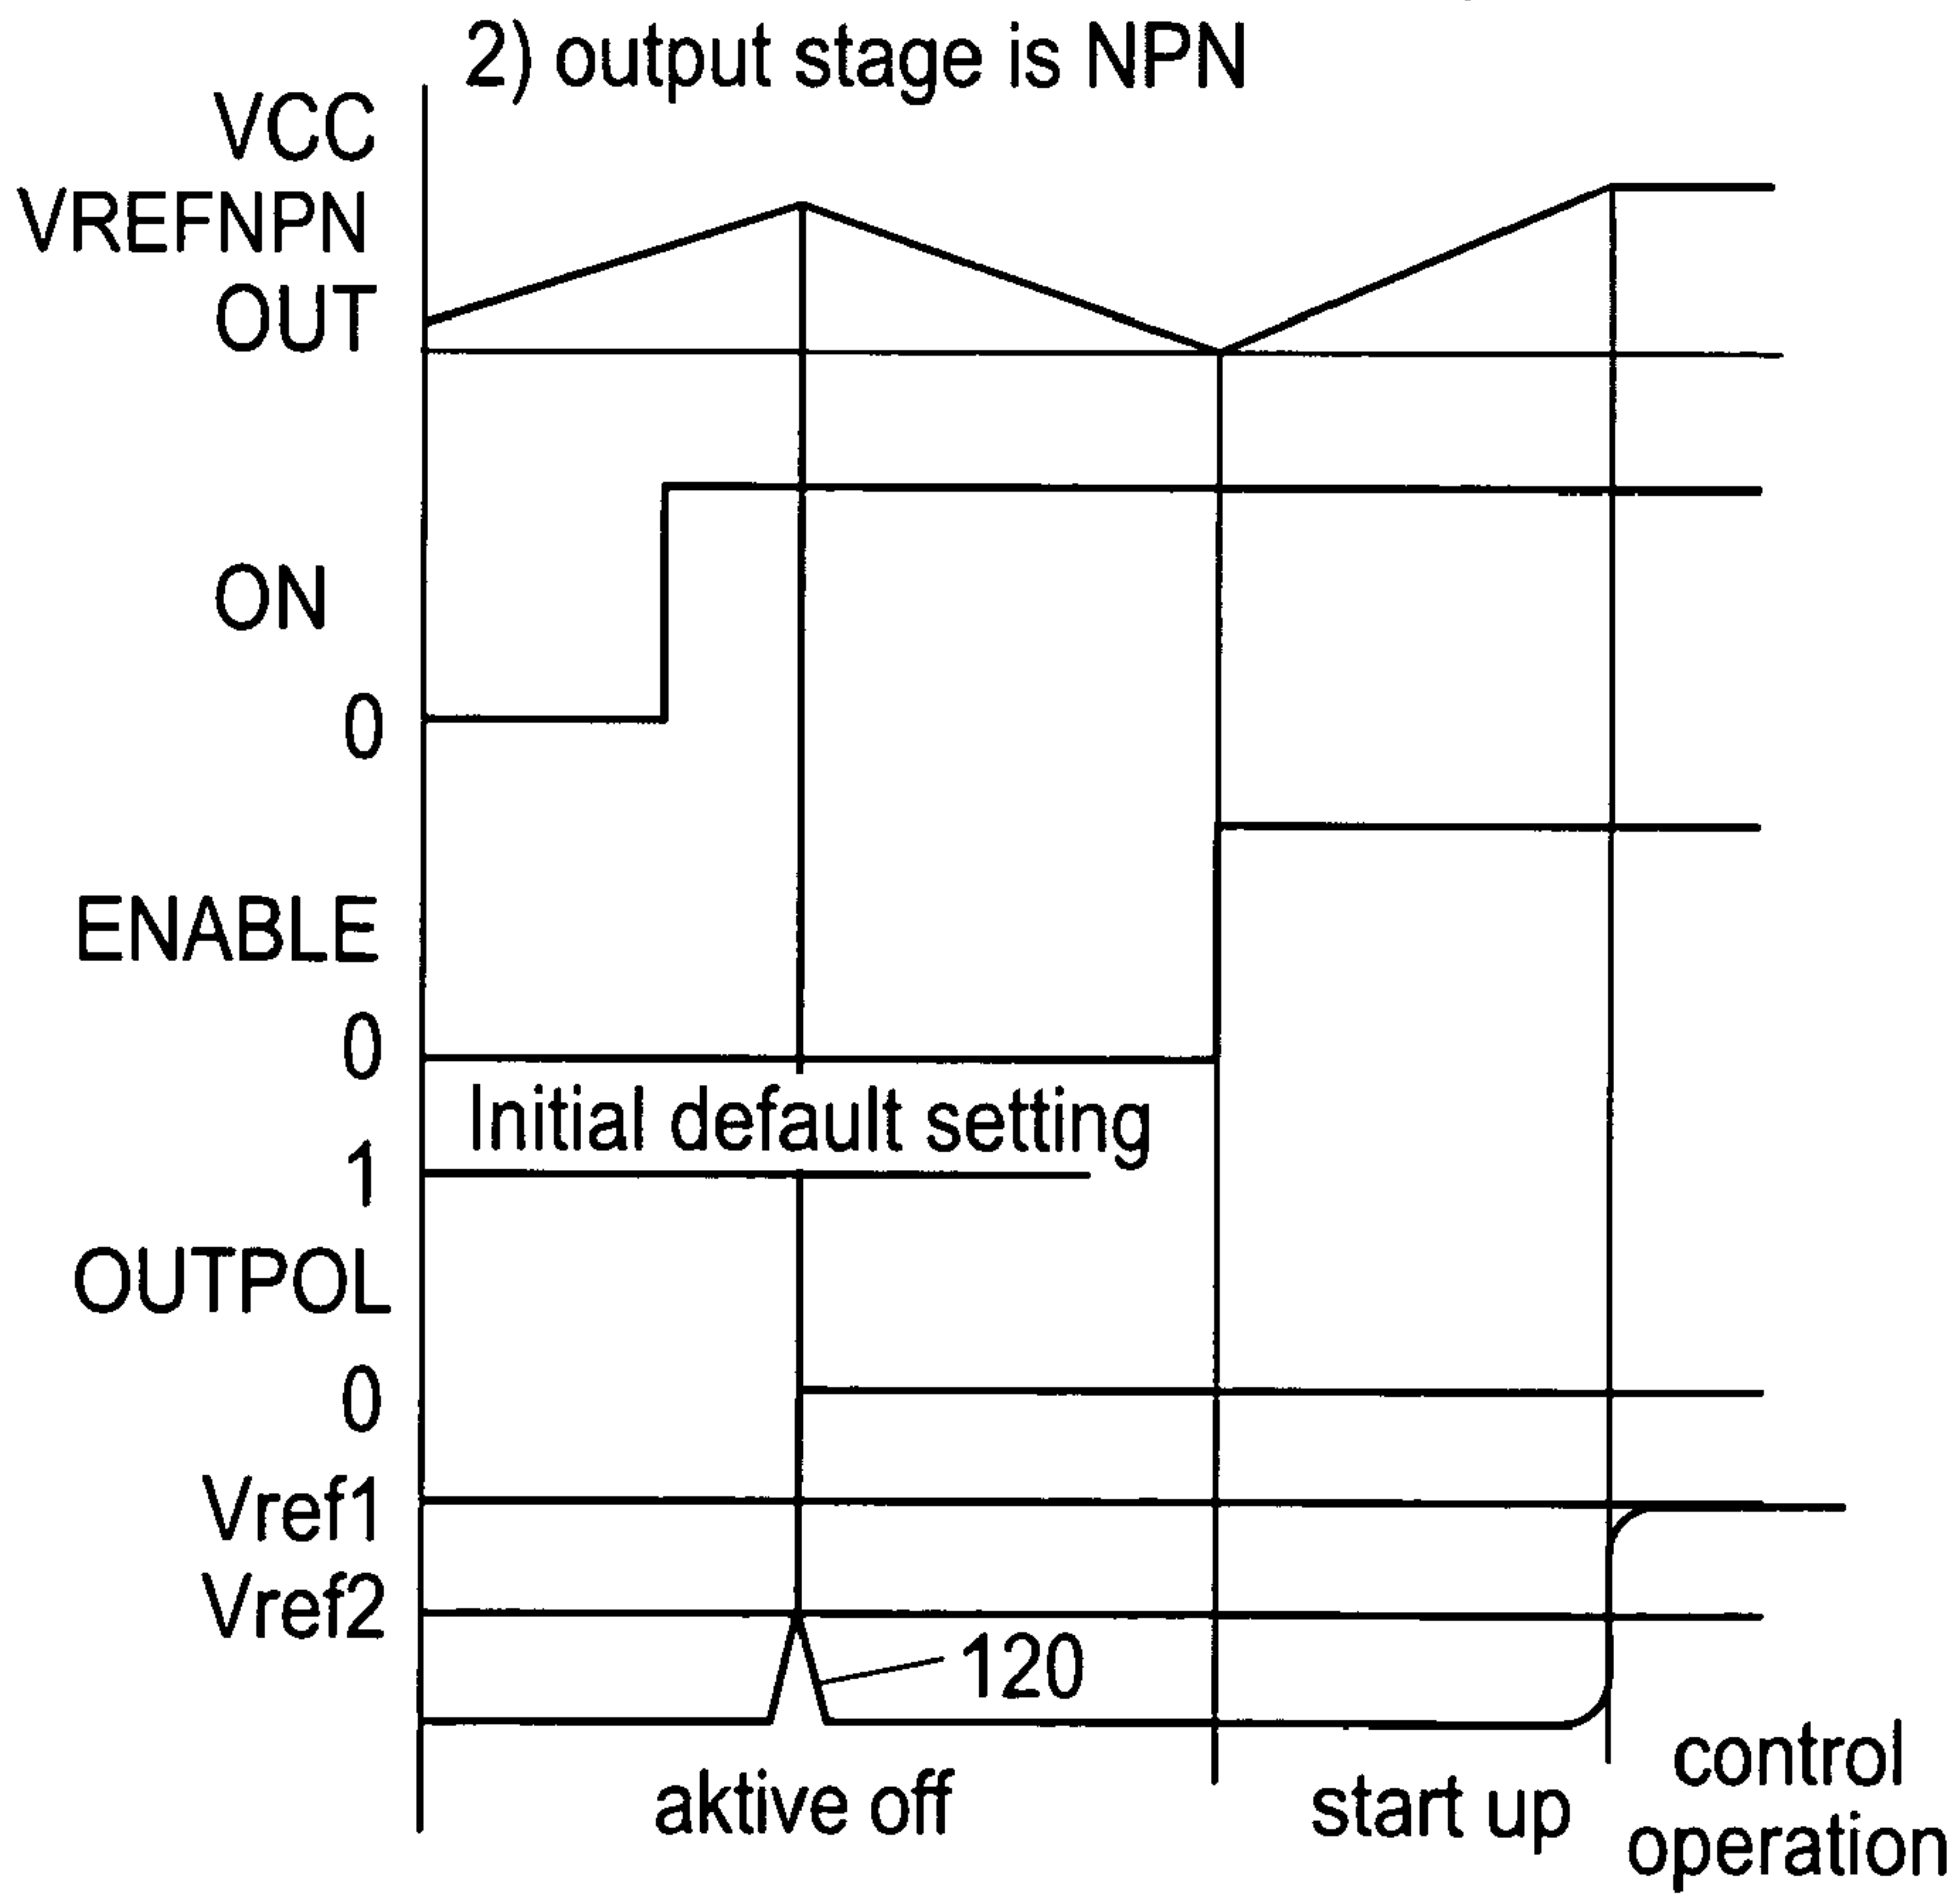 2) output stage is NPN
VCC
VREFNPN
OUT
ON
0
ENABLE
0
Initial default setting
1
OUTPOL
0
Vref1
Vref2
120
aktive off
start up
control
operation